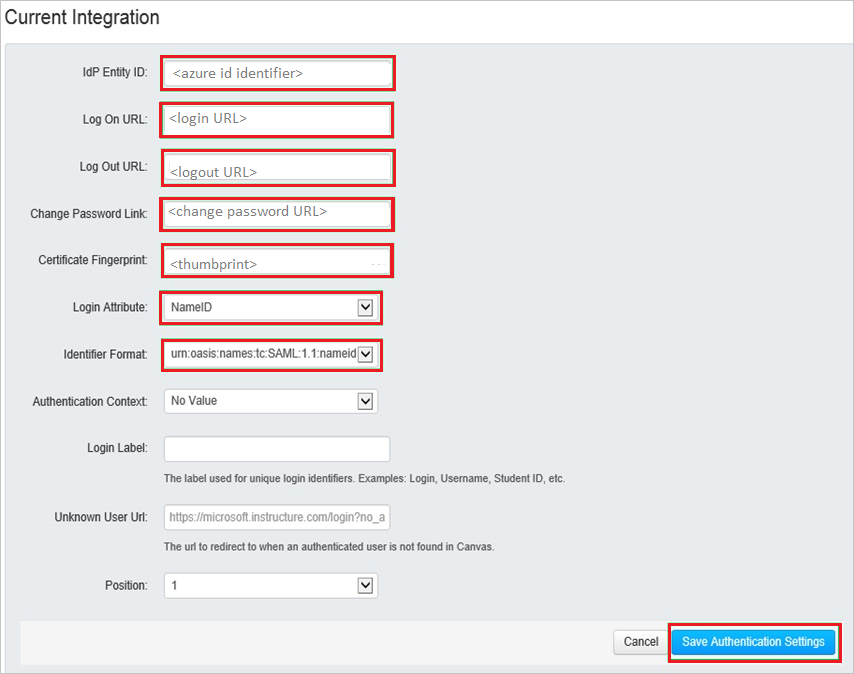 Current Integration
IdP Entity ID: <azure id identifier>
Log On URL: <login URL>
Log Out URL: <logout URL>
Change Password Link: <change password URL>
Certificate Fingerprint: <thumbprint>
Login Attribute: NameID
Identifier Format: urn:oasis:names:tc:SAML:1.1:nameid
Authentication Context: No Value
Login Label:
The label used for unique login identifiers. Examples: Login, Username, Student ID, etc.
Unknown User Url: https://microsoft.instructure.com/login?no_a
The url to redirect to when an authenticated user is not found in Canvas.
Position: 1
Cancel Save Authentication Settings